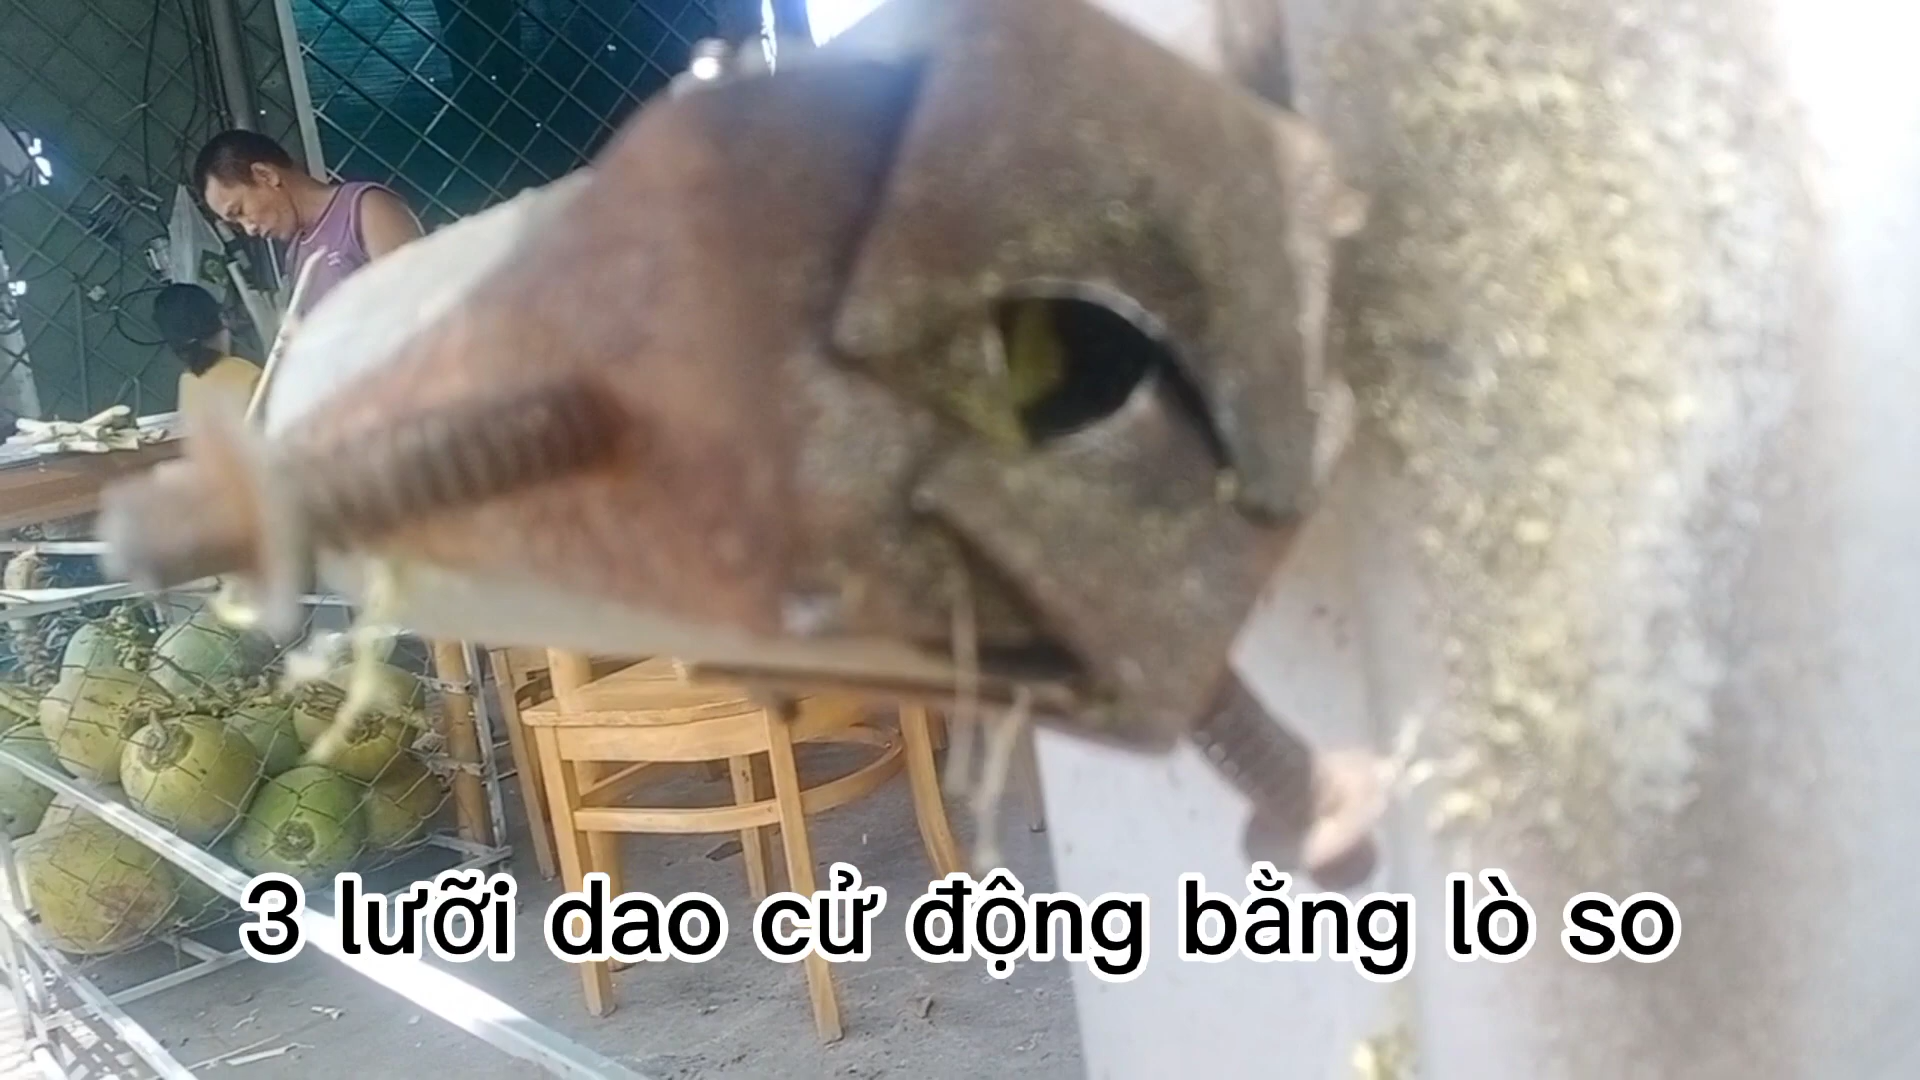 3 lưỡi dao cử động bằng lò so